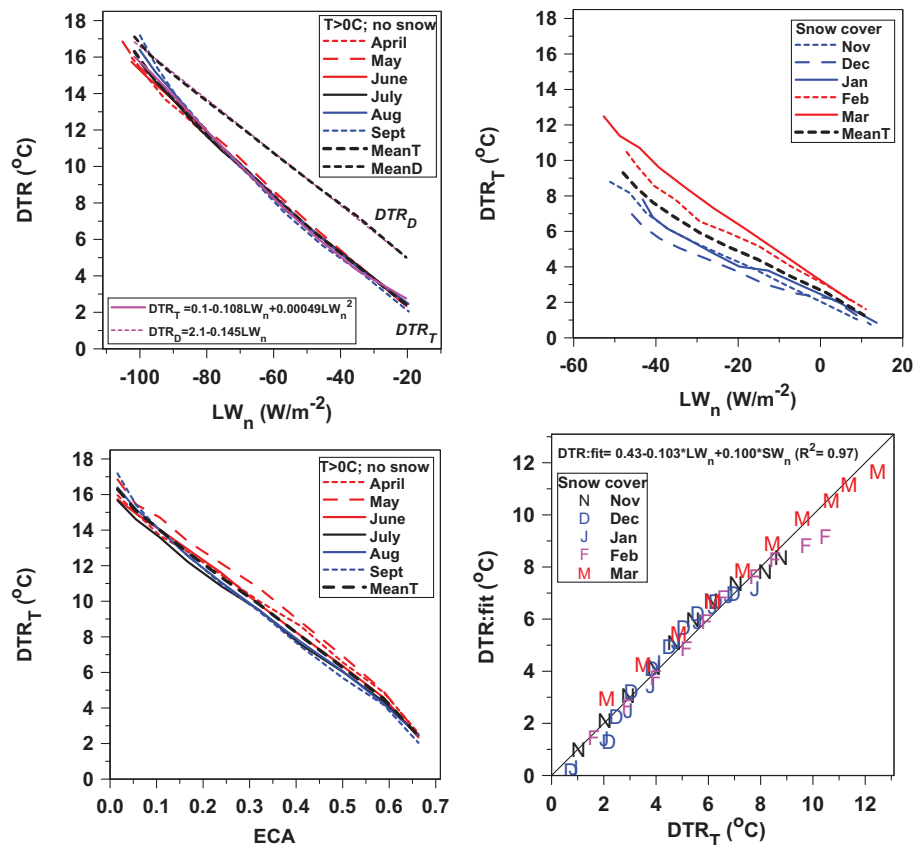 18
16
14
12
10
8
6
4
2
0
DTR (°C)
T>0C; no snow
April
May
June
July
Aug
Sept
MeanT
MeanD
DTR_D
DTR_T
DTR_T =0.1-0.108LW_n+0.00049LW_n^2
DTR_D=2.1-0.145LW_n
-100 -80 -60 -40 -20
LW_n (W/m^-2)
18
16
14
12
10
8
6
4
2
0
DTR_T (°C)
Snow cover
Nov
Dec
Jan
Feb
Mar
MeanT
-60 -40 -20 0 20
LW_n (W/m^-2)
18
16
14
12
10
8
6
4
2
0
DTR_T (°C)
T>0C; no snow
April
May
June
July
Aug
Sept
MeanT
0.0 0.1 0.2 0.3 0.4 0.5 0.6 0.7
ECA
12
10
8
6
4
2
0
DTR:fit (°C)
DTR:fit= 0.43-0.103*LW_n+0.100*SW_n (R^2= 0.97)
Snow cover
N Nov
D Dec
J Jan
F Feb
M Mar
0 2 4 6 8 10 12
DTR_T (°C)